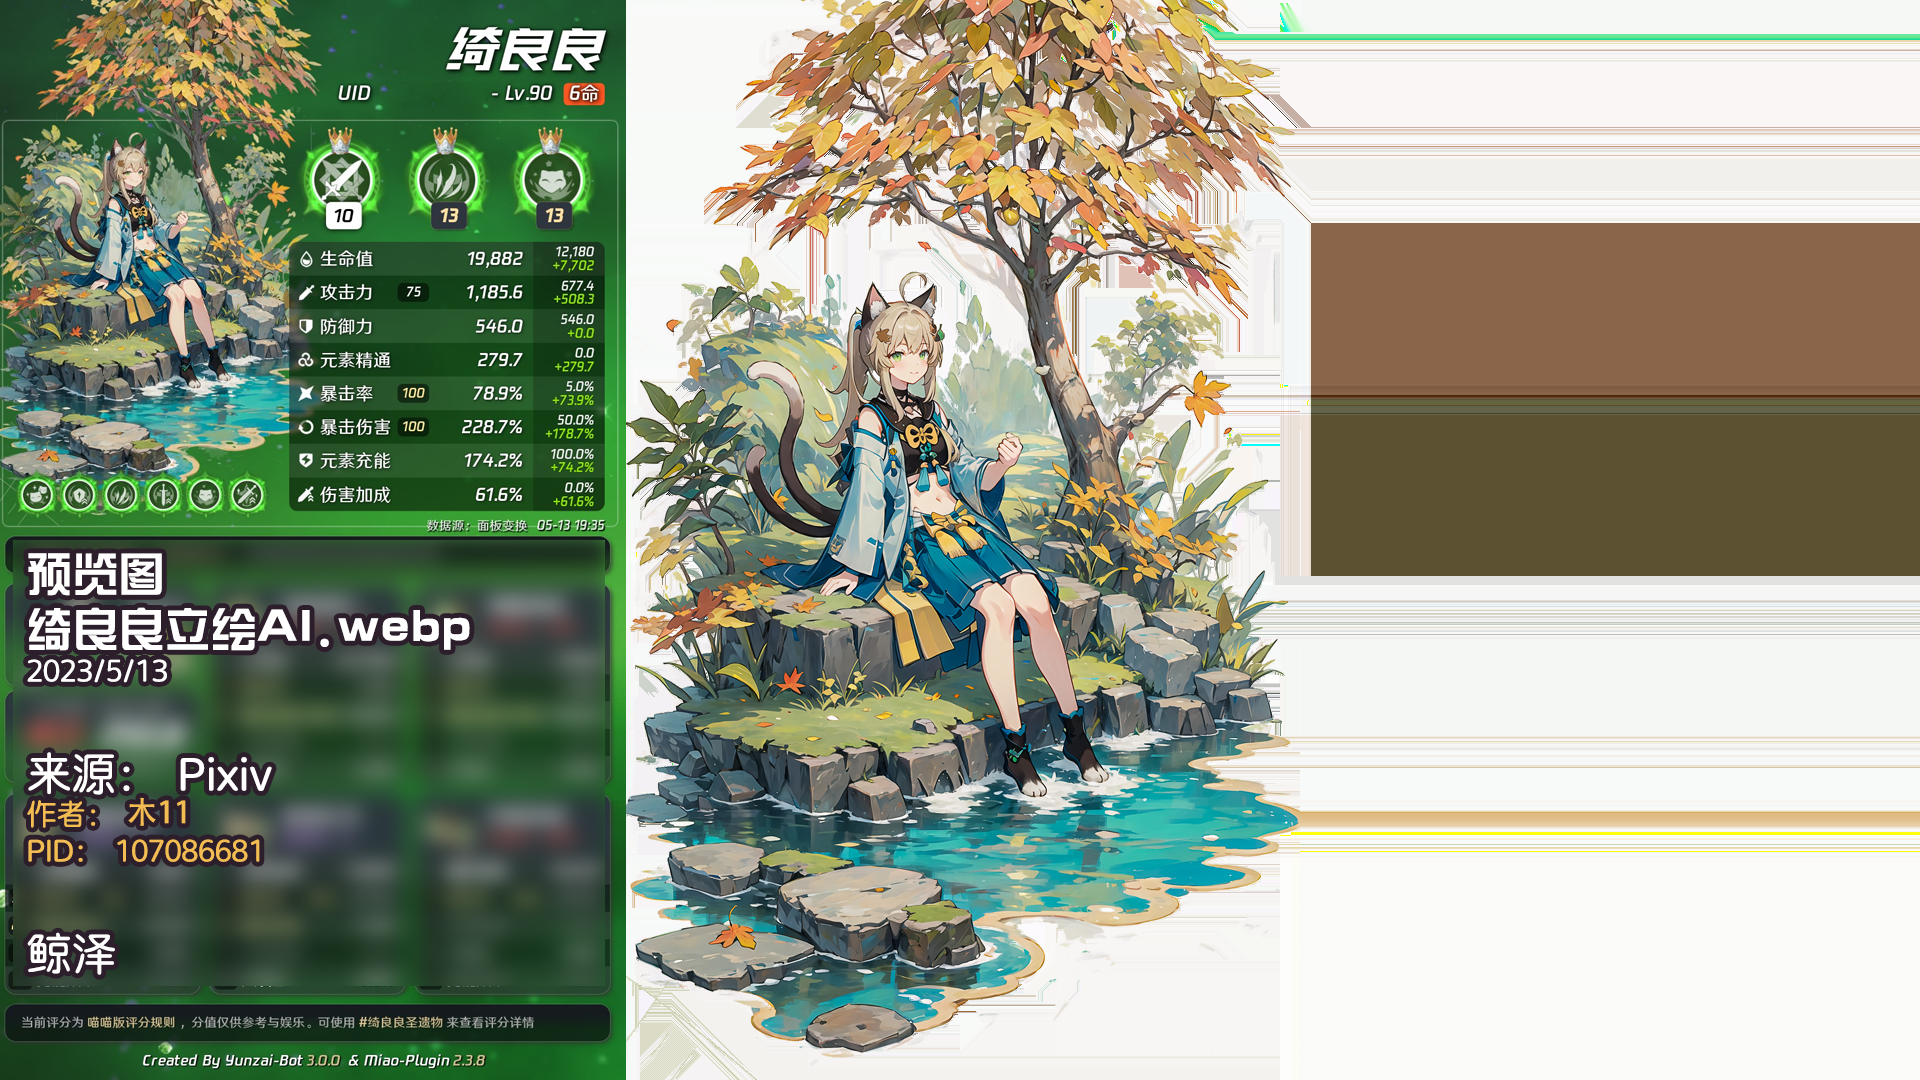 绮良良
UID - Lv.90 6命
10 13 13
生命值 19,882 12,180 +7,702
攻击力 75 1,185.6 677.4 +508.3
防御力 546.0 546.0 +0.0
元素精通 279.7 0.0 +279.7
暴击率 100 78.9% 5.0% +73.9%
暴击伤害 100 228.7% 50.0% +178.7%
元素充能 174.2% 100.0% +74.2%
伤害加成 61.6% 0.0% +61.6%
数据源：面板变换 05-13 19:35
预览图
绮良良立绘AI.webp
2023/5/13
来源： Pixiv
作者： 木11
PID： 107086681
鲸泽
当前评分为 喵喵版评分规则 ，分值仅供参考与娱乐。可使用 #绮良良圣遗物 来查看评分详情
Created By Yunzai-Bot 3.0.0 & Miao-Plugin 2.3.8